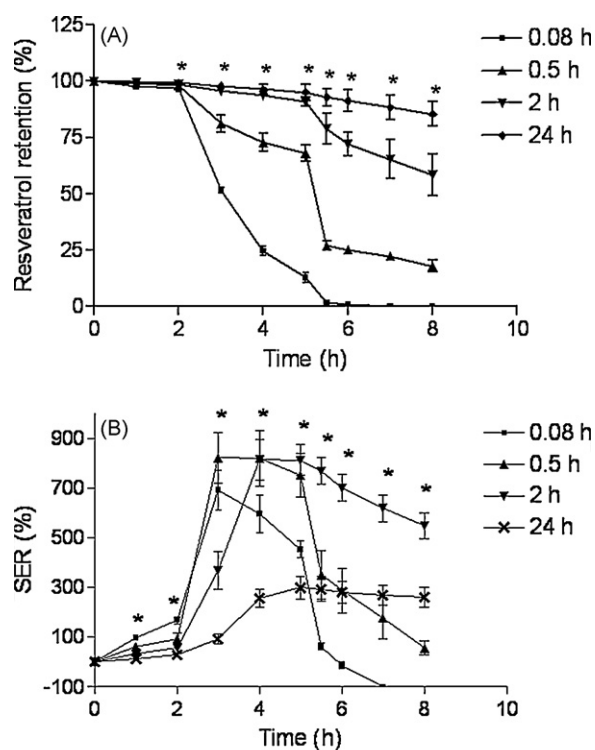 (A)
Resveratrol retention (%)
125
100
75
50
25
0
* * * * * * * *
0 2 4 6 8 10
Time (h)
0.08 h
0.5 h
2 h
24 h
(B)
SER (%)
900
700
500
300
100
-100
* * * * * * * * * *
0 2 4 6 8 10
Time (h)
0.08 h
0.5 h
2 h
24 h